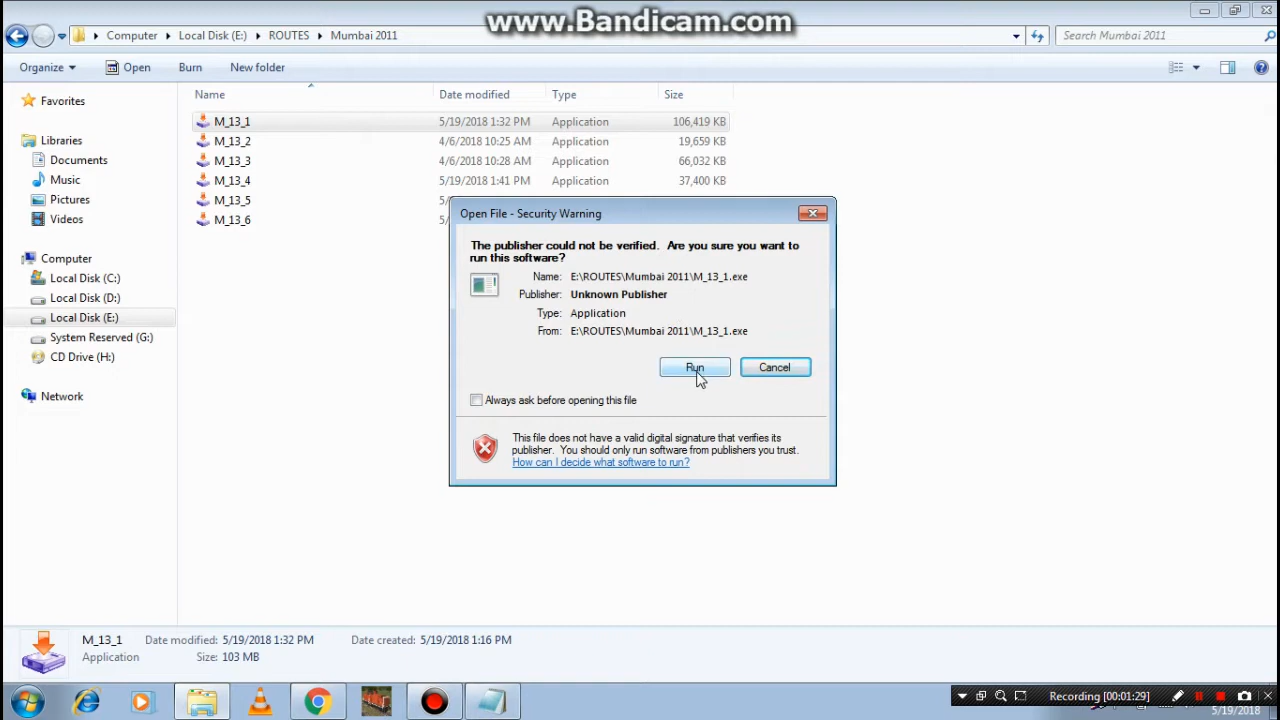 www.Bandicam.com
Computer Local Disk (E:) ROUTES Mumbai 2011
Search Mumbai 2011
Organize Open Burn New folder
Name Date modified Type Size
Favorites
Libraries
Documents
Music
Pictures
Videos
Computer
Local Disk (C:)
Local Disk (D:)
Local Disk (E:)
System Reserved (G:)
CD Drive (H:)
Network
M_13_1 5/19/2018 1:32 PM Application 106,419 KB
M_13_2 4/6/2018 10:25 AM Application 19,659 KB
M_13_3 4/6/2018 10:28 AM Application 66,032 KB
M_13_4 5/19/2018 1:41 PM Application 37,400 KB
M_13_5
M_13_6
Open File - Security Warning
The publisher could not be verified. Are you sure you want to
run this software?
Name: E:\ROUTES\Mumbai 2011\M_13_1.exe
Publisher: Unknown Publisher
Type: Application
From: E:\ROUTES\Mumbai 2011\M_13_1.exe
Run Cancel
Always ask before opening this file
This file does not have a valid digital signature that verifies its
publisher. You should only run software from publishers you trust.
How can I decide what software to run?
M_13_1 Date modified: 5/19/2018 1:32 PM Date created: 5/19/2018 1:16 PM
Application Size: 103 MB
Recording [00:01:29]
5/19/2018